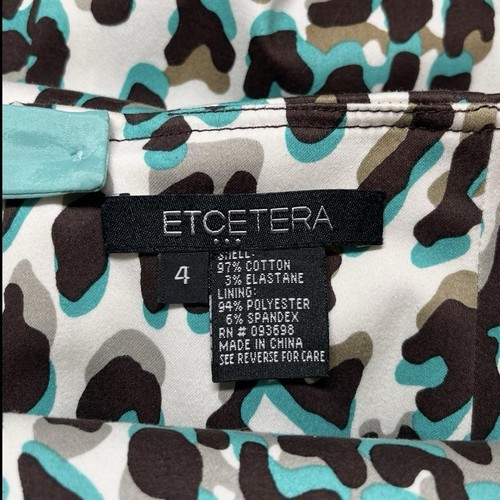 ETCETERA
4
SHELL:
97% COTTON
3% ELASTANE
LINING:
94% POLYESTER
6% SPANDEX
RN # 093698
MADE IN CHINA
SEE REVERSE FOR CARE